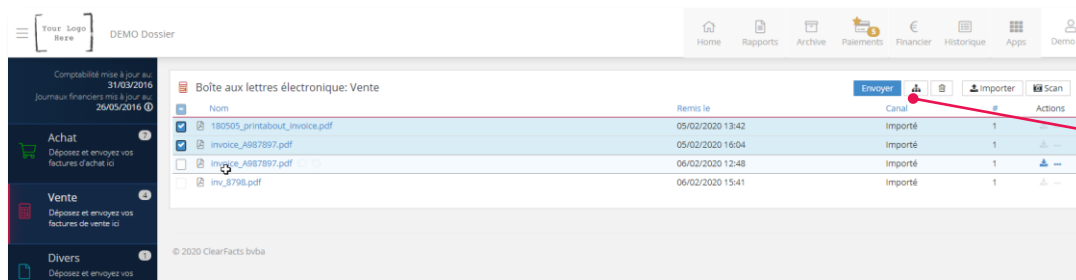 Your Logo
Here
DEMO Dossier
Home
Rapports
Archive
Paiements
5
Financier
Historique
Apps
Demo
Comptabilité mise à jour au:
31/03/2016
Journaux financiers mis à jour au:
26/05/2016
Achat 7
Déposez et envoyez vos
factures d'achat ici
Vente 4
Déposez et envoyez vos
factures de vente ici
Divers 1
Déposez et envoyez vos
Boîte aux lettres électronique: Vente
Envoyer
Importer
Scan
Nom Remis le Canal # Actions
180505_printabout_invoice.pdf 05/02/2020 13:42 Importé 1
invoice_A987897.pdf 05/02/2020 16:04 Importé 1
invoice_A987897.pdf 06/02/2020 12:48 Importé 1
inv_8798.pdf 06/02/2020 15:41 Importé 1
© 2020 ClearFacts bvba